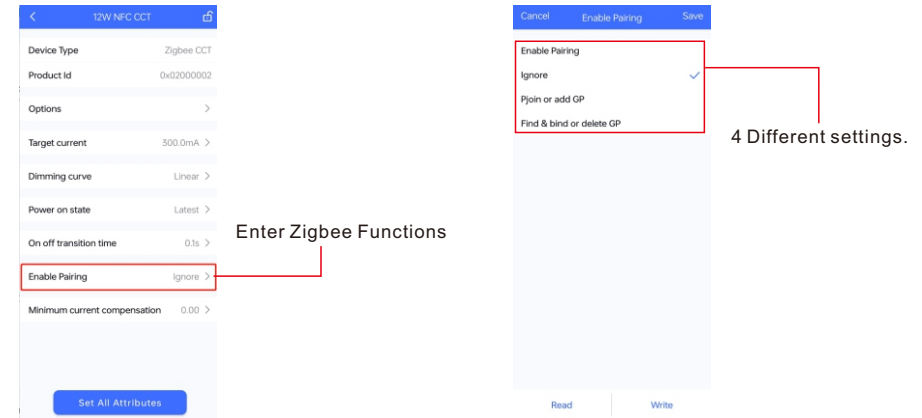 12W NFC CCT
Device Type Zigbee CCT
Product Id 0x02000002
Options
Target current 300.0mA
Dimming curve Linear
Power on state Latest
On off transition time 0.1s
Enable Pairing Ignore
Minimum current compensation 0.00
Set All Attributes
Enter Zigbee Functions
Cancel Enable Pairing Save
Enable Pairing
Ignore
Pjoin or add GP
Find & bind or delete GP
Read Write
4 Different settings.